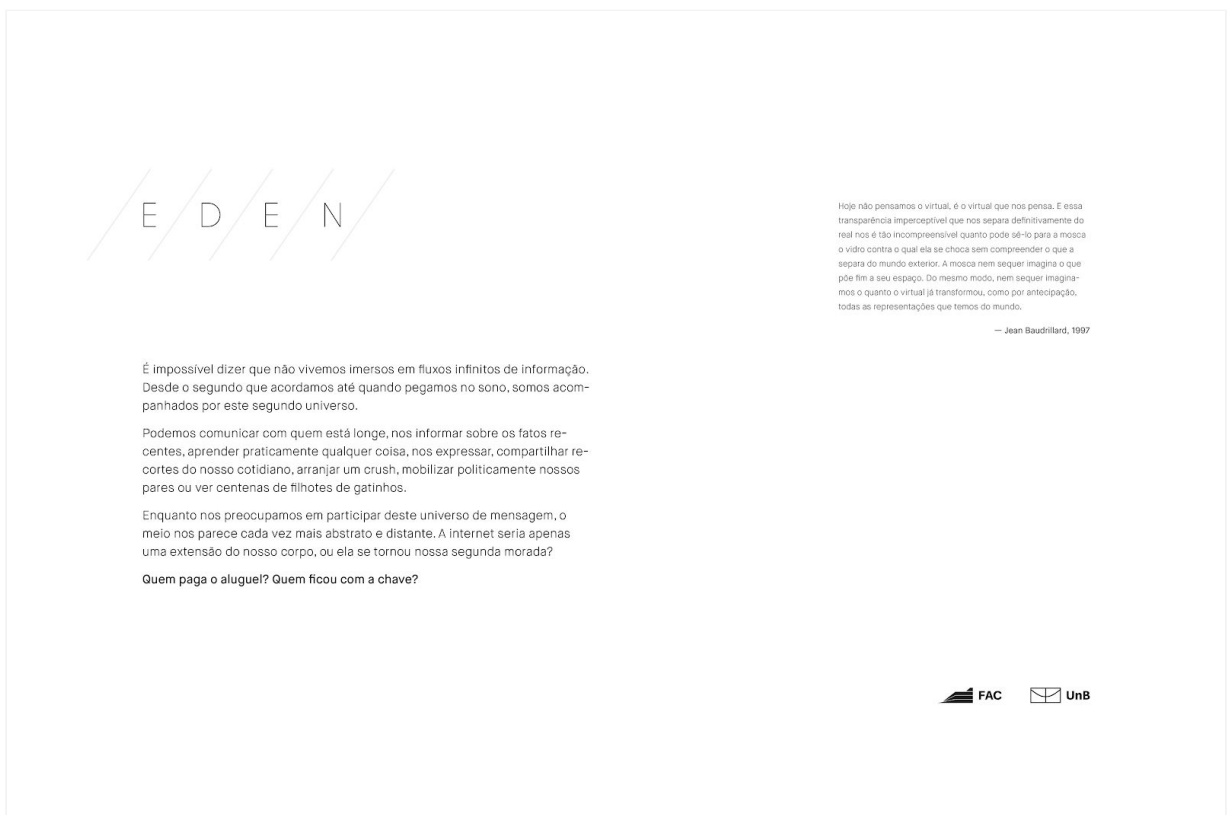 EDEN
Hoje não pensamos o virtual, é o virtual que nos pensa. E essa
transparência imperceptível que nos separa definitivamente do
real nos é tão incompreensível quanto pode sê-lo para a mosca
o vidro contra o qual ela se choca sem compreender o que a
separa do mundo exterior. A mosca nem sequer imagina o que
põe fim a seu espaço. Do mesmo modo, nem sequer imagina-
mos o quanto o virtual já transformou, como por antecipação,
todas as representações que temos do mundo.
— Jean Baudrillard, 1997
É impossível dizer que não vivemos imersos em fluxos infinitos de informação.
Desde o segundo que acordamos até quando pegamos no sono, somos acom-
panhados por este segundo universo.
Podemos comunicar com quem está longe, nos informar sobre os fatos re-
centes, aprender praticamente qualquer coisa, nos expressar, compartilhar re-
cortes do nosso cotidiano, arranjar um crush, mobilizar politicamente nossos
pares ou ver centenas de filhotes de gatinhos.
Enquanto nos preocupamos em participar deste universo de mensagem, o
meio nos parece cada vez mais abstrato e distante. A internet seria apenas
uma extensão do nosso corpo, ou ela se tornou nossa segunda morada?
Quem paga o aluguel? Quem ficou com a chave?
FAC
UnB